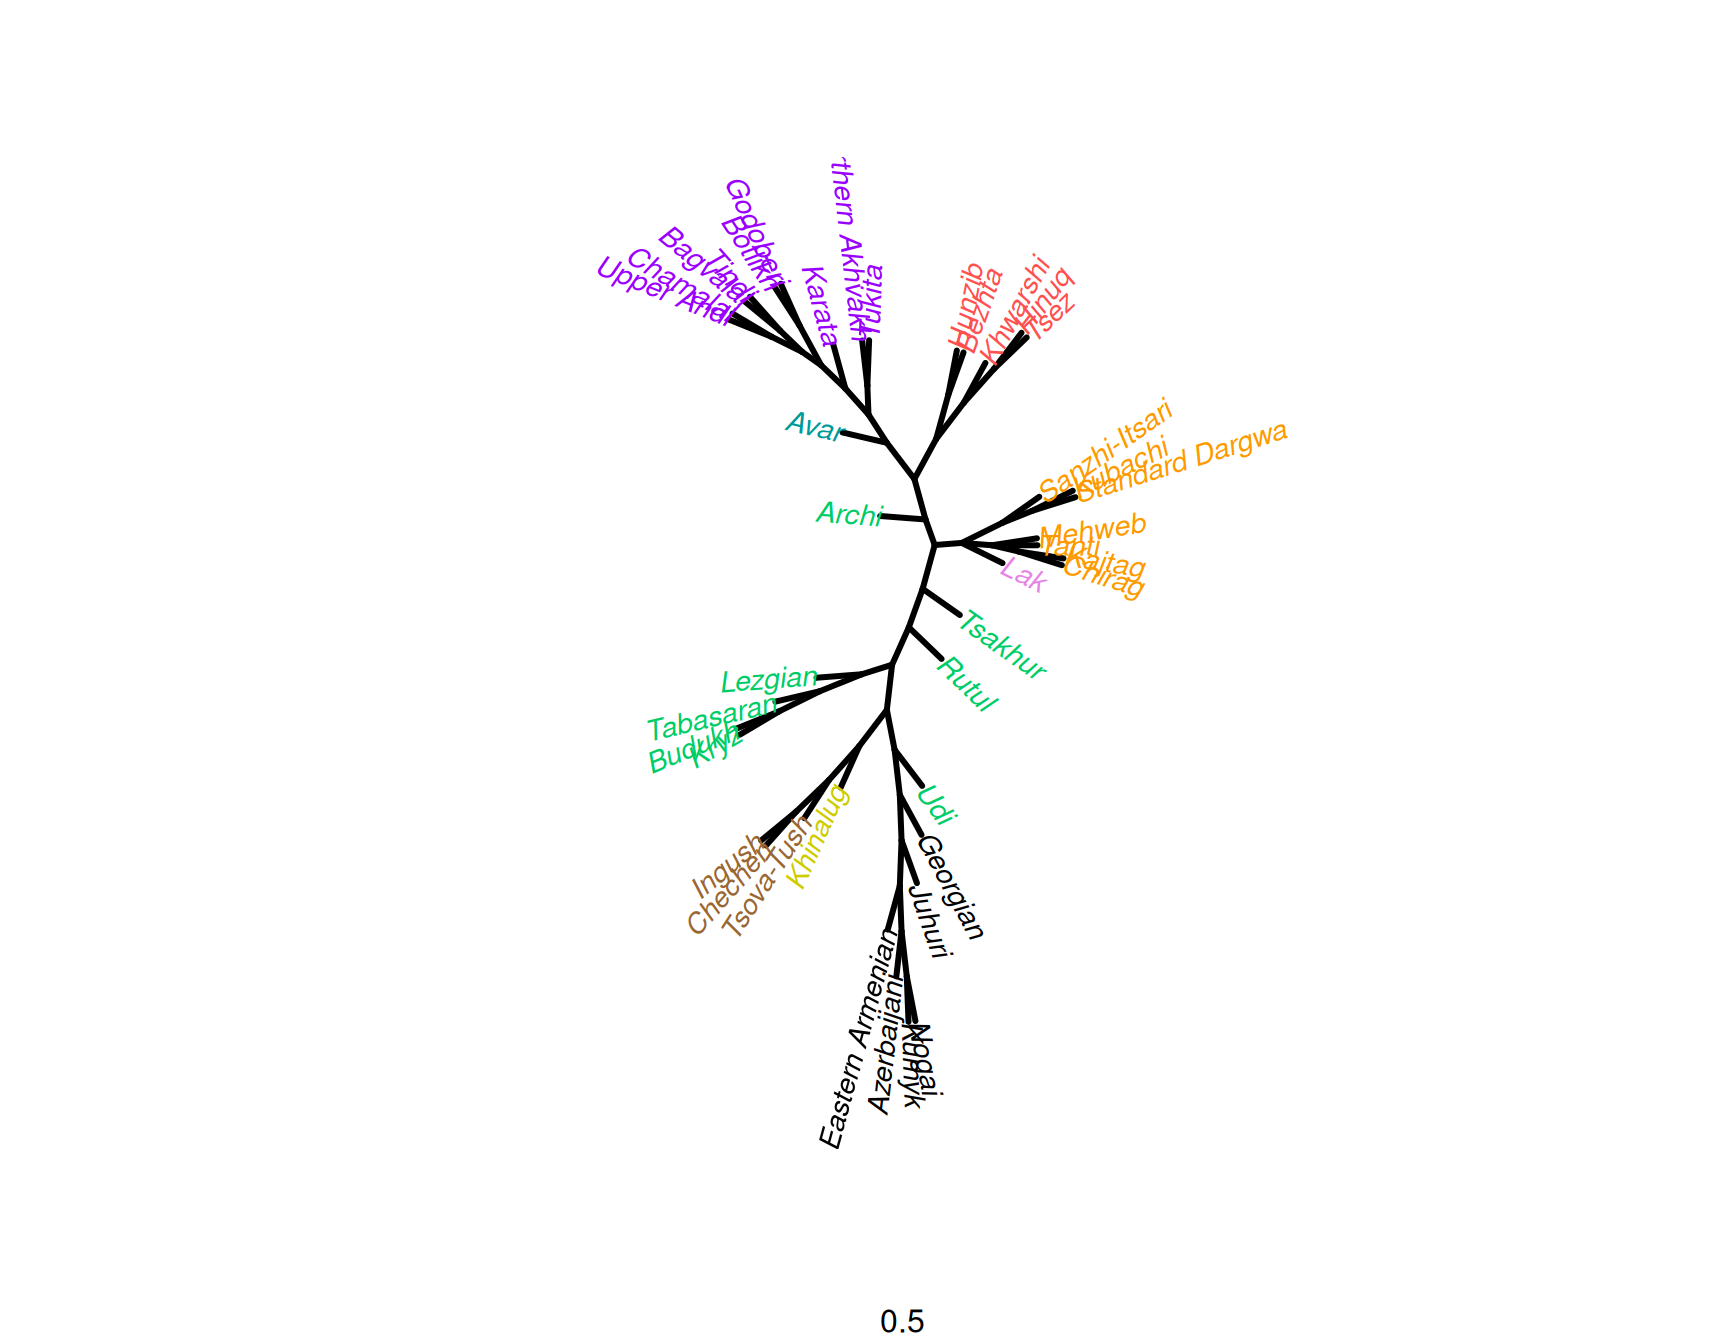 thern Akhvakh
Tukita
Karata
Godoberi
Botlikh
Bagvalal
Tindi
Chamalal
Upper Andi
Hunzib
Bezhta
Khwarshi
Hinuq
Tsez
Avar
Archi
Sanzhi-Itsari
Kubachi
Standard Dargwa
Mehweb
Tanti
Kajtag
Chirag
Lak
Tsakhur
Rutul
Lezgian
Tabasaran
Budukh
Kryz
Udi
Georgian
Juhuri
Khinalug
Ingush
Chechen
Tsova-Tush
Eastern Armenian
Azerbaijani
Kumyk
Nogai
0.5